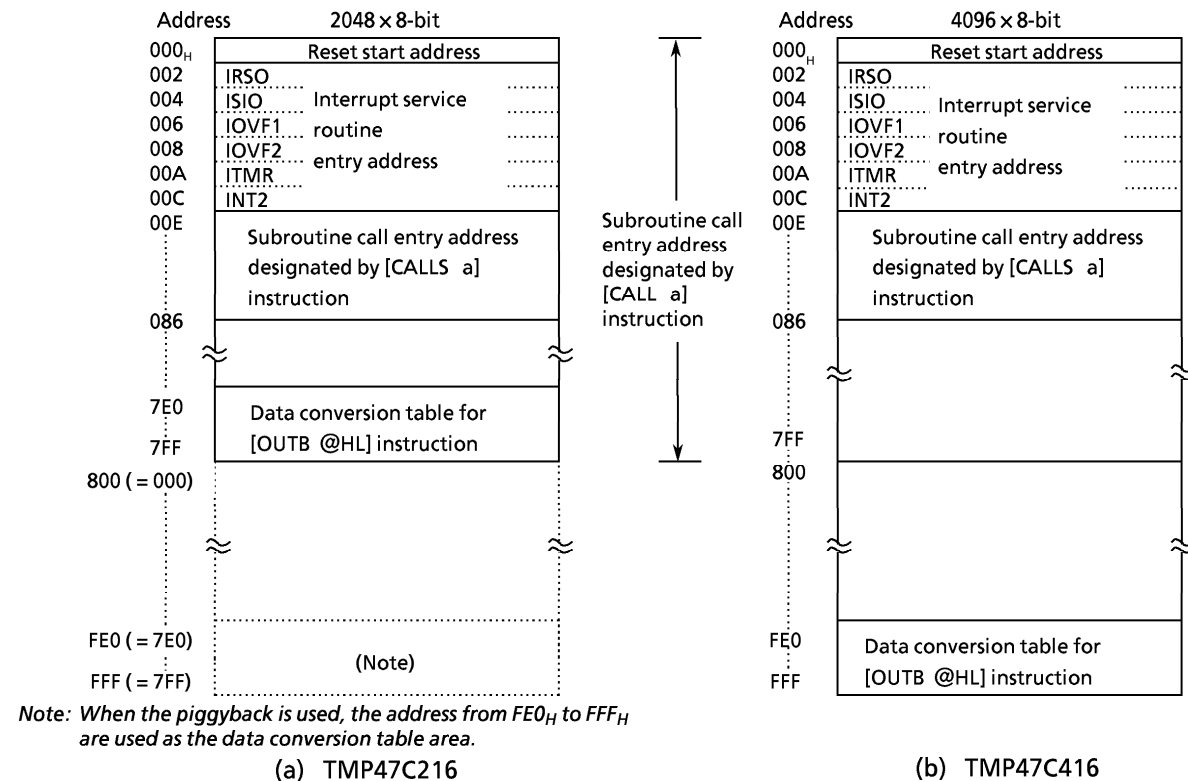 Address 2048 × 8-bit
000H Reset start address
002 IRSO
004 ISIO Interrupt service
006 IOVF1 routine
008 IOVF2 entry address
00A ITMR
00C INT2
00E
Subroutine call entry address
designated by [CALLS a]
instruction
086
7E0 Data conversion table for
7FF [OUTB @HL] instruction
800 ( = 000)
FE0 ( = 7E0)
(Note)
FFF ( = 7FF)
Note: When the piggyback is used, the address from FE0H to FFFH
are used as the data conversion table area.
(a) TMP47C216
Subroutine call
entry address
designated by
[CALL a]
instruction
Address 4096 × 8-bit
000H Reset start address
002 IRSO
004 ISIO Interrupt service
006 IOVF1 routine
008 IOVF2 entry address
00A ITMR
00C INT2
00E
Subroutine call entry address
designated by [CALLS a]
instruction
086
7FF
800
FE0 Data conversion table for
FFF [OUTB @HL] instruction
(b) TMP47C416